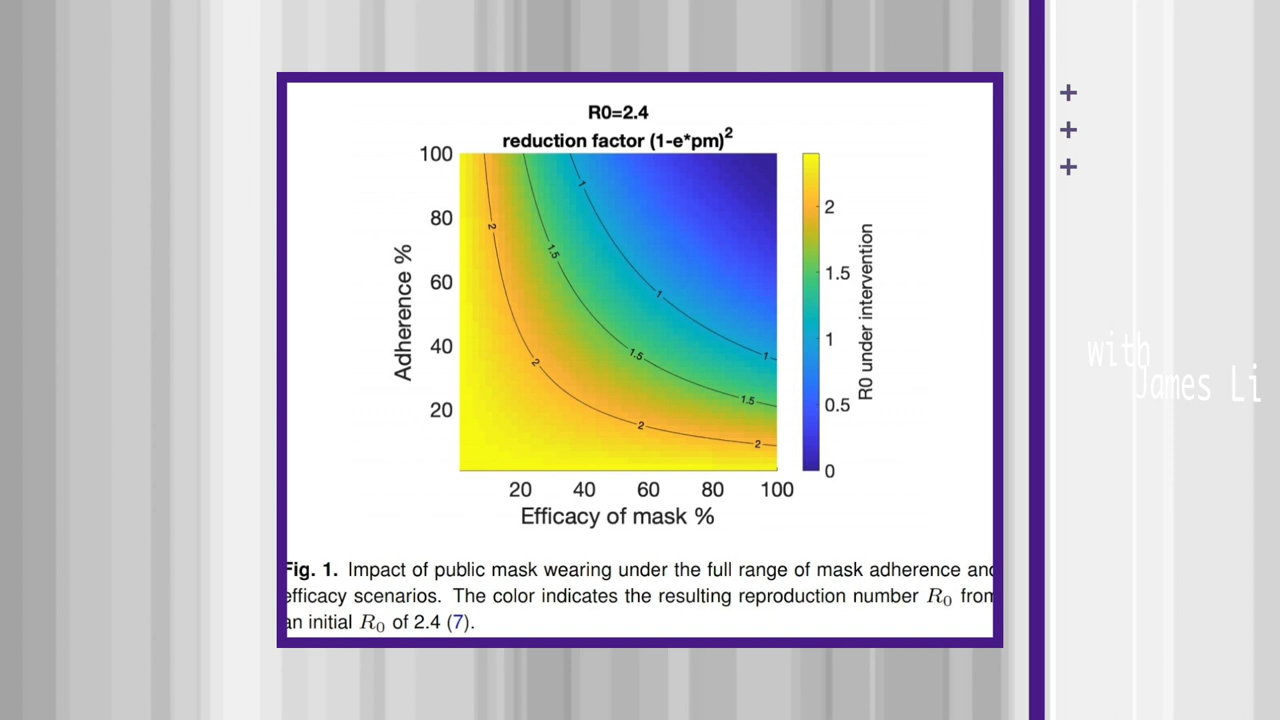 R0=2.4
reduction factor (1-e*pm)²
100
80
60
40
20
Adherence %
2
2
2
2
1.5
1.5
1.5
1
1
1
20 40 60 80 100
Efficacy of mask %
2
1.5
1
0.5
0
R0 under intervention
Fig. 1. Impact of public mask wearing under the full range of mask adherence and
efficacy scenarios. The color indicates the resulting reproduction number R₀ from
an initial R₀ of 2.4 (7).
+
+
+
with
James Li